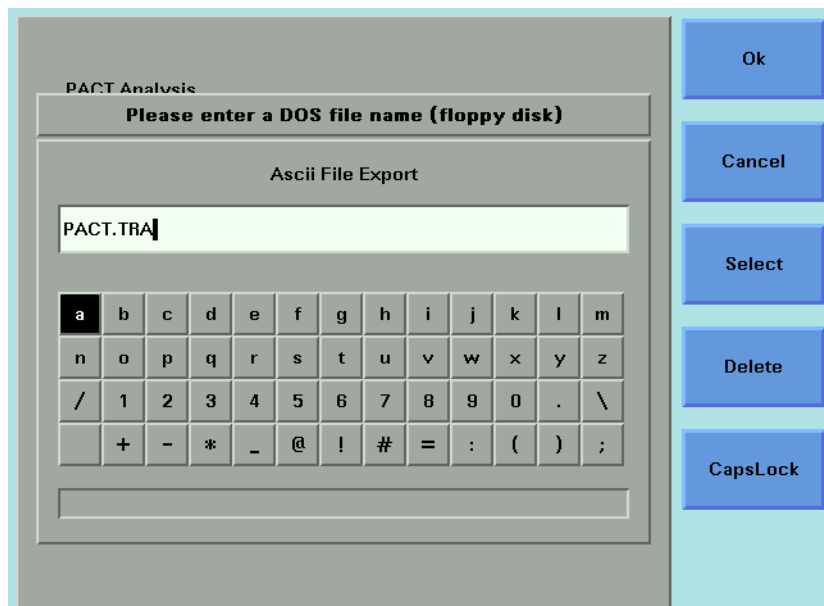 PACT Analysis
Please enter a DOS file name (floppy disk)
Ascii File Export
PACT.TRA
a b c d e f g h i j k l m
n o p q r s t u v w x y z
/ 1 2 3 4 5 6 7 8 9 0 . \
+ - * _ @ ! # = : ( ) ;
Ok
Cancel
Select
Delete
CapsLock